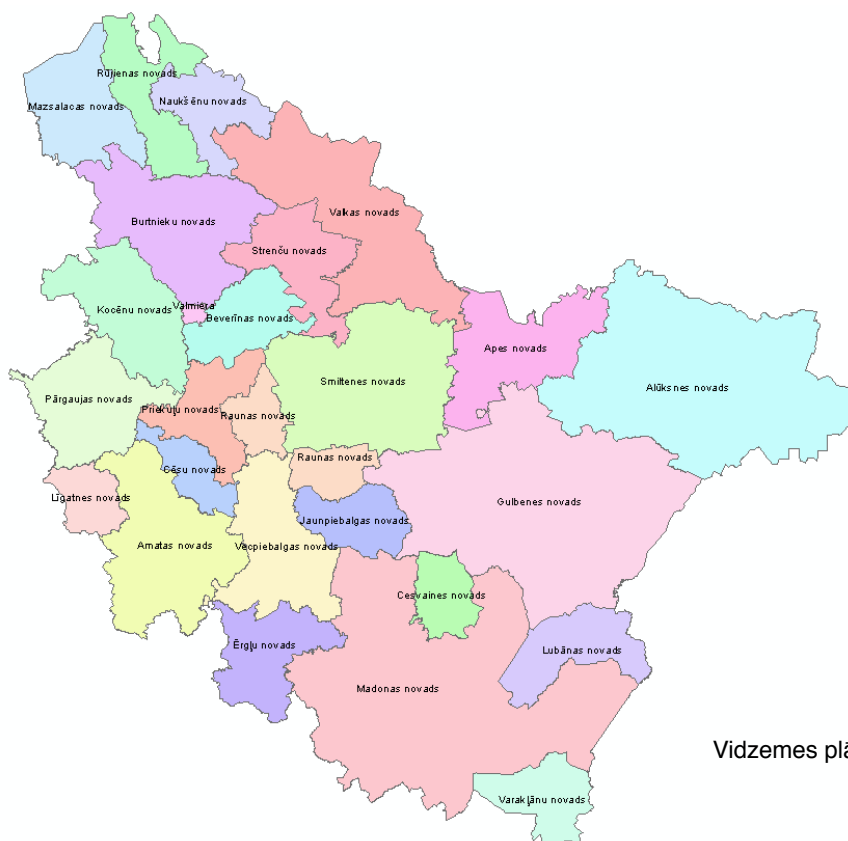 Rūjienas novads
Mazsalacas novads
Naukšēnu novads
Burtnieku novads
Valkas novads
Strenču novads
Kocēnu novads
Valmiera
Beverīnas novads
Apes novads
Smiltenes novads
Alūksnes novads
Pārgaujas novads
Priekuļu novads
Raunas novads
Raunas novads
Cēsu novads
Līgatnes novads
Gulbenes novads
Jaunpiebalgas novads
Amatas novads
Vecpiebalgas novads
Cesvaines novads
Ērgļu novads
Lubānas novads
Madonas novads
Vidzemes plā
Varakļānu novads